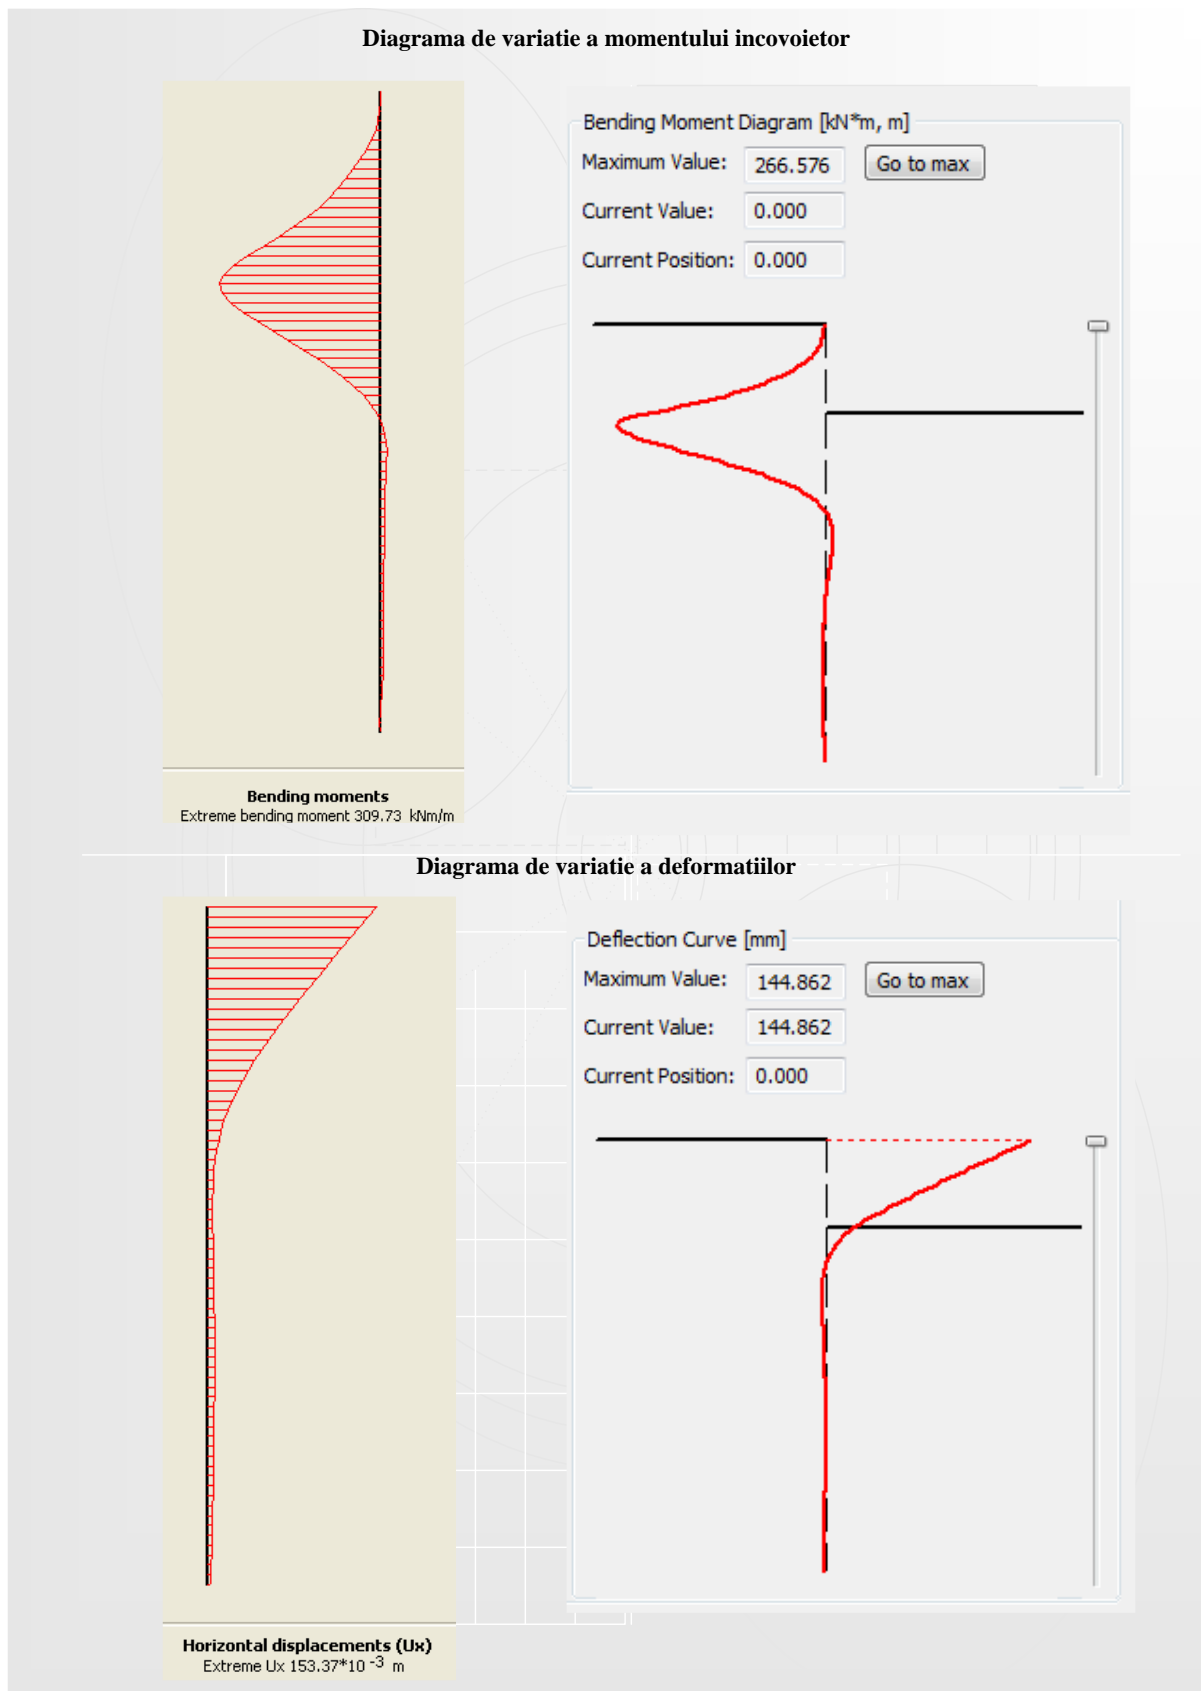 Diagrama de variatie a momentului incovoietor
Bending Moment Diagram [kN*m, m]
Maximum Value: 266.576 Go to max
Current Value: 0.000
Current Position: 0.000
Bending moments
Extreme bending moment 309.73 kNm/m
Diagrama de variatie a deformatiilor
Deflection Curve [mm]
Maximum Value: 144.862 Go to max
Current Value: 144.862
Current Position: 0.000
Horizontal displacements (Ux)
Extreme Ux 153.37*10 -3 m